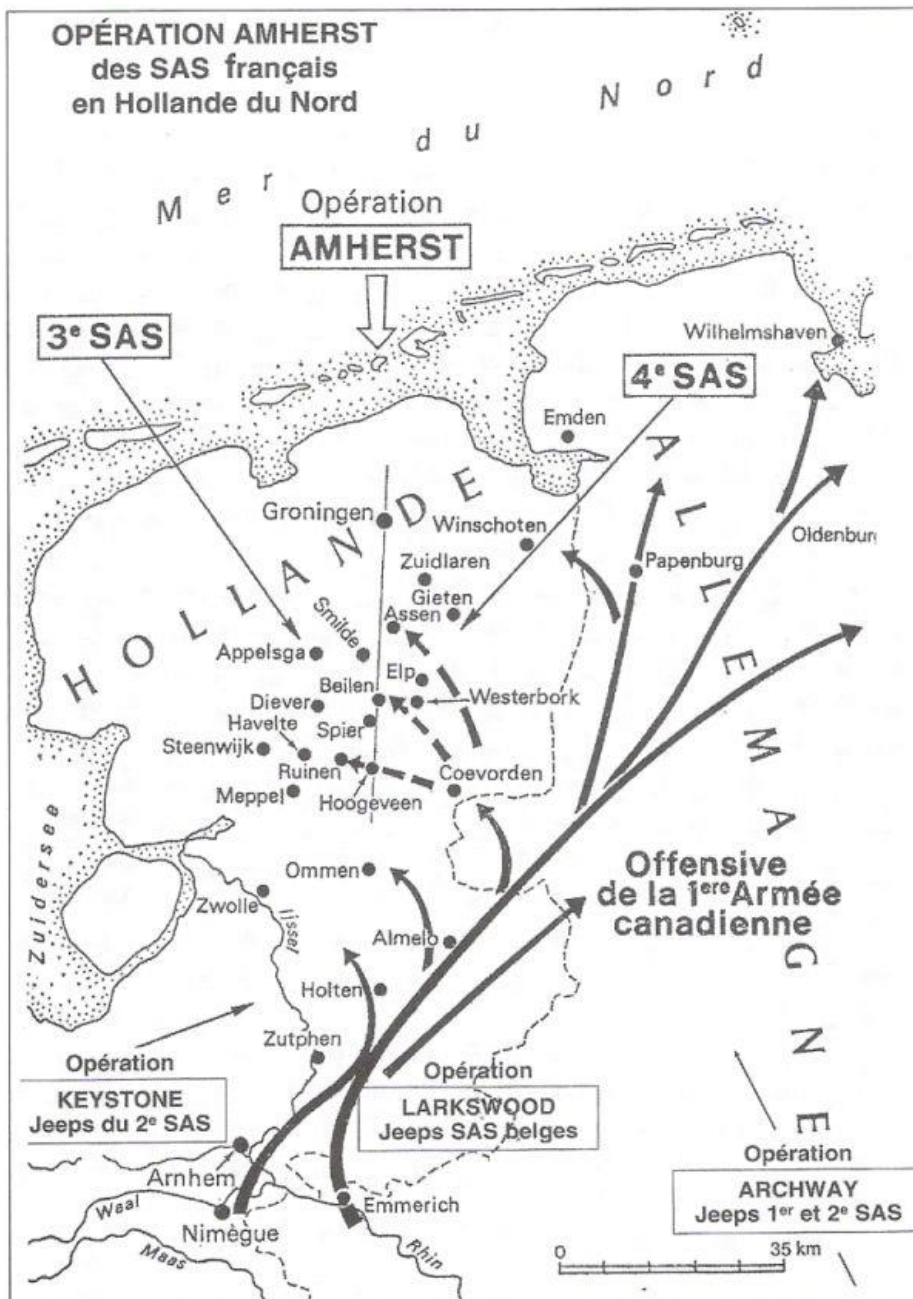 OPÉRATION AMHERST
des SAS français
en Hollande du Nord
Mer du Nord
Opération
AMHERST
3e SAS
4e SAS
Wilhelmshaven
Emden
HOLLANDE
ALLEMAGNE
Groningen
Winschoten
Zuidlaren
Gieten
Assen
Smilde
Papenburg
Oldenburg
Appelsga
Elp
Beilen
Westerbork
Diever
Havelte
Spier
Steenwijk
Ruinen
Coevorden
Meppel
Hoogeveen
Zuidersee
Ommen
Offensive
de la 1ere Armée
canadienne
Zwolle
Ijssel
Almelo
Holten
Zutphen
Opération
KEYSTONE
Jeeps du 2e SAS
Opération
LARKSWOOD
Jeeps SAS belges
Opération
ARCHWAY
Jeeps 1er et 2e SAS
Arnhem
Emmerich
Waal
Nimègue
Maas
Rhin
0 35 km